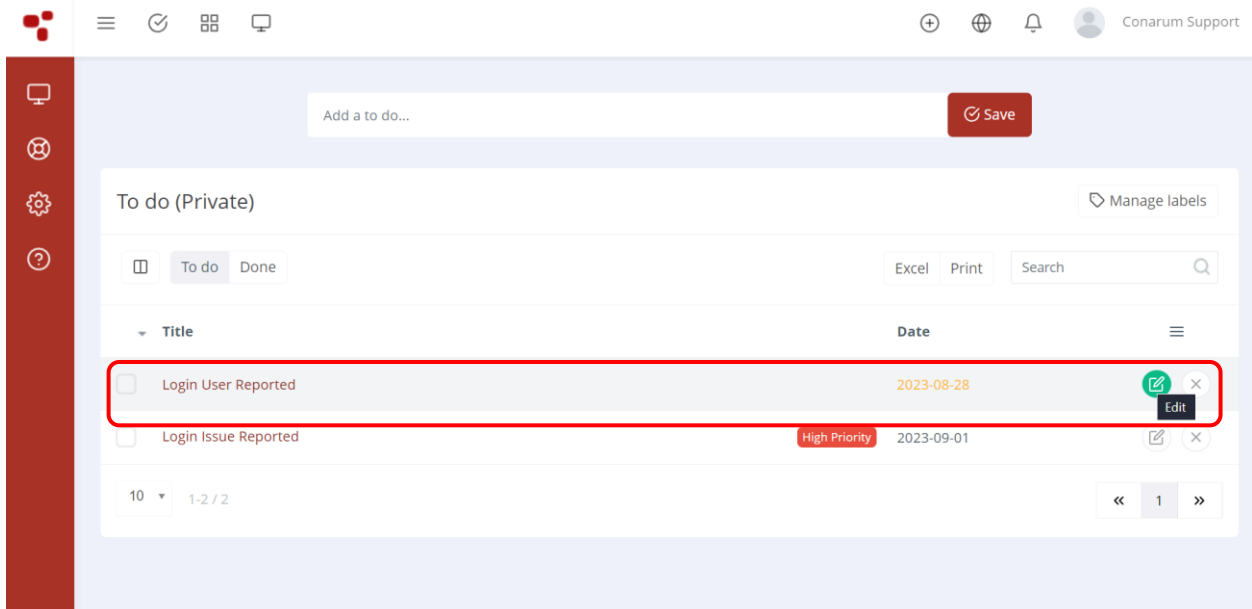 Conarum Support
Add a to do...
Save
To do (Private)
Manage labels
To do Done
Excel Print Search
Title Date
Login User Reported 2023-08-28
Edit
Login Issue Reported High Priority 2023-09-01
10 1-2 / 2 « 1 »